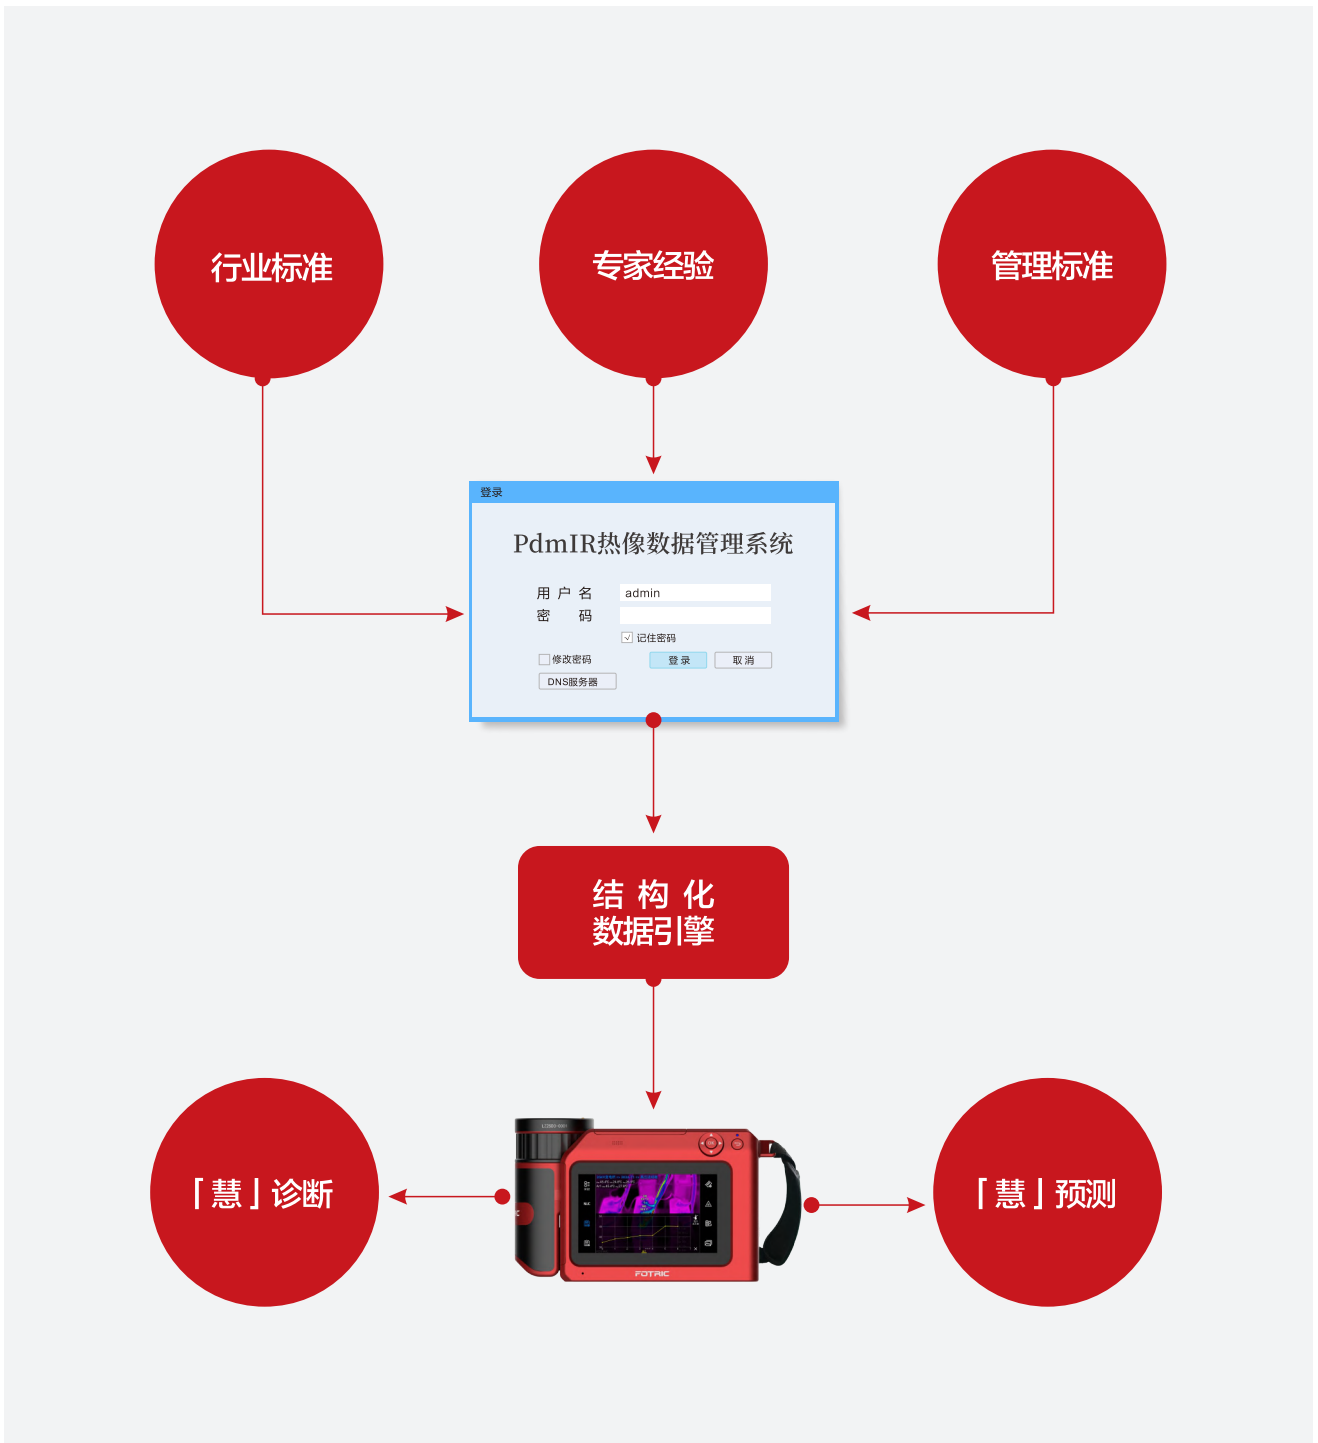 行业标准
专家经验
管理标准
登录
PdmIR热像数据管理系统
用户名 admin
密码
记住密码
修改密码
登录
取消
DNS服务器
结构化
数据引擎
「慧」诊断
FOTRIC
「慧」预测